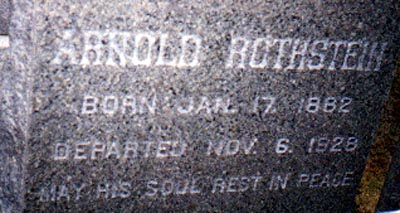 ARNOLD ROTHSTEIN
BORN JAN. 17, 1882
DEPARTED NOV. 6, 1928
MAY HIS SOUL REST IN PEACE